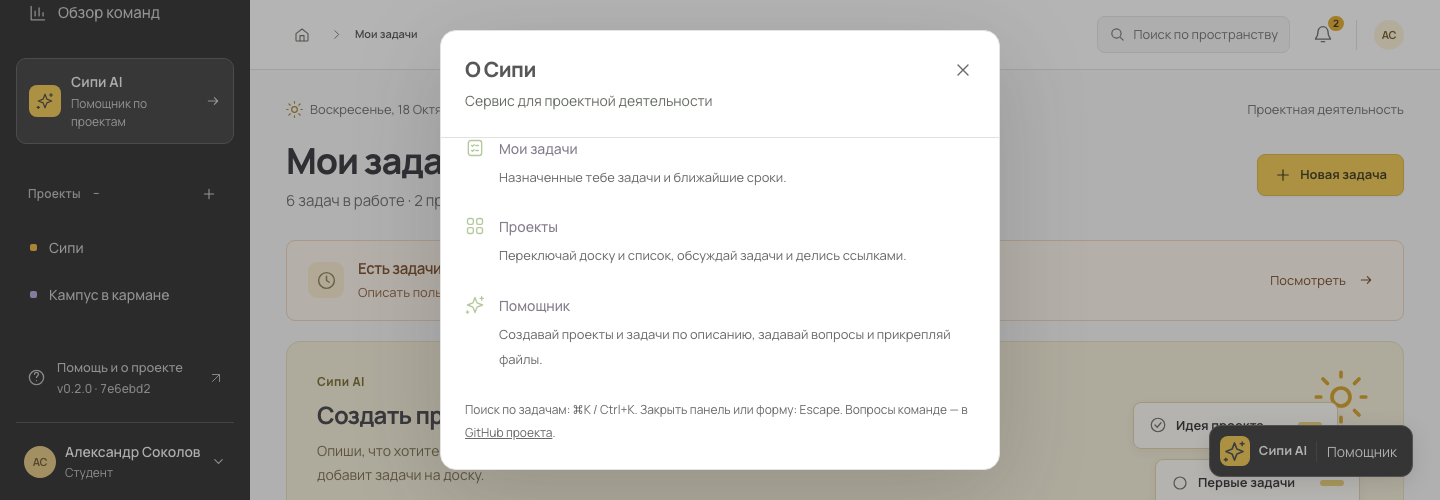 Обзор команд
Сипи AI
Помощник по
проектам
Проекты
Сипи
Кампус в кармане
Помощь и о проекте
v0.2.0 · 7e6ebd2
АС
Александр Соколов
Студент
Мои задачи
Поиск по пространству
2
АС
Воскресенье, 18 Октя
Проектная деятельность
Мои зада
6 задач в работе · 2 пр
Новая задача
Есть задачи
Описать поль
Посмотреть
Сипи AI
Создать пр
Опиши, что хотите
добавит задачи на доску.
Идея проекта
Первые задачи
Сипи AI
Помощник
О Сипи
Сервис для проектной деятельности
Мои задачи
Назначенные тебе задачи и ближайшие сроки.
Проекты
Переключай доску и список, обсуждай задачи и делись ссылками.
Помощник
Создавай проекты и задачи по описанию, задавай вопросы и прикрепляй
файлы.
Поиск по задачам: ⌘K / Ctrl+K. Закрыть панель или форму: Escape. Вопросы команде — в
GitHub проекта.